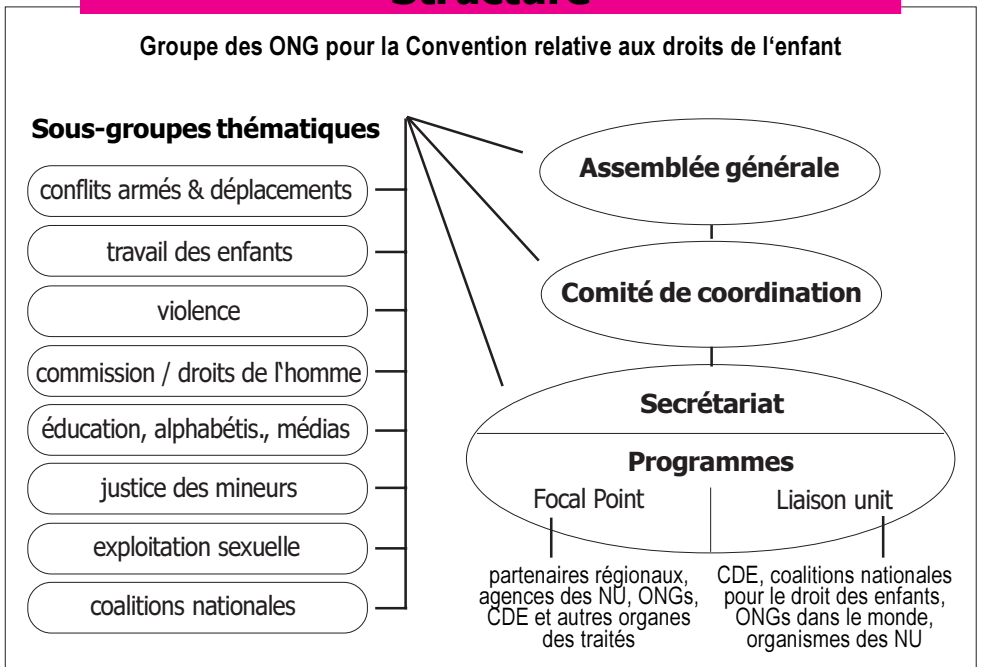 Structure
Groupe des ONG pour la Convention relative aux droits de l‘enfant
Sous-groupes thématiques
conflits armés & déplacements
travail des enfants
violence
commission / droits de l‘homme
éducation, alphabétis., médias
justice des mineurs
exploitation sexuelle
coalitions nationales
Assemblée générale
Comité de coordination
Secrétariat
Programmes
Focal Point
Liaison unit
partenaires régionaux,
agences des NU, ONGs,
CDE et autres organes
des traités
CDE, coalitions nationales
pour le droit des enfants,
ONGs dans le monde,
organismes des NU